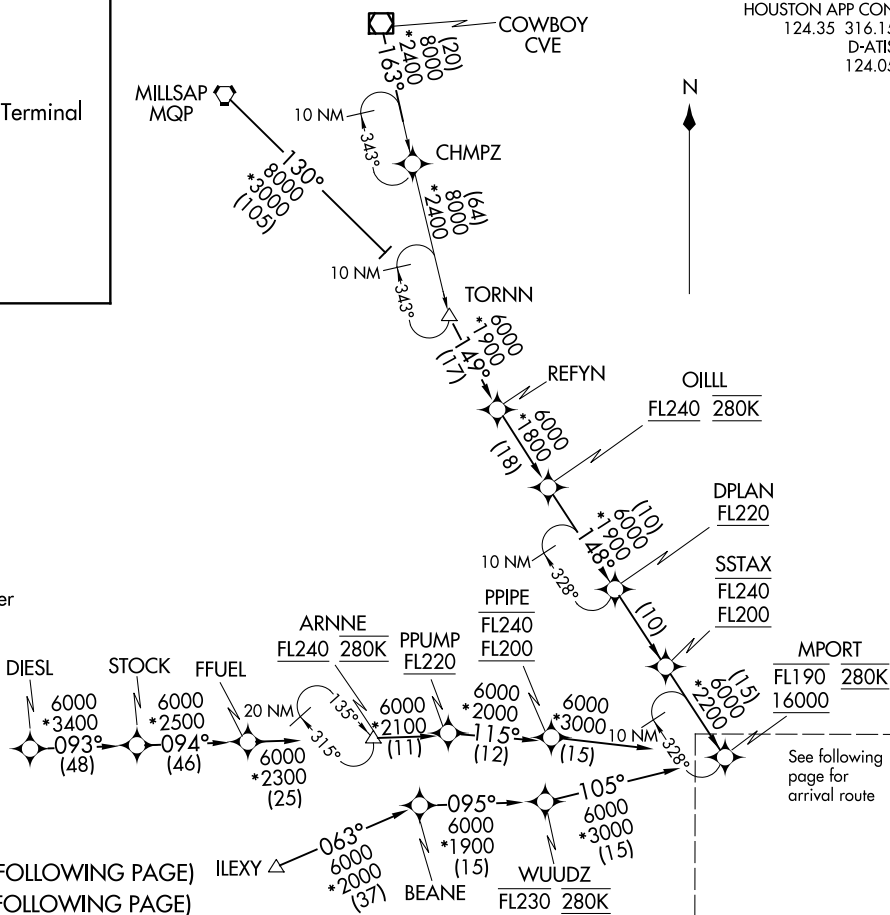 HOUSTON APP CON
124.35 316.15
D-ATIS
124.05
Terminal
COWBOY
CVE
(20)
8000
*2400
163°
N
MILLSAP
MQP
10 NM
343°
CHMPZ
130°
8000
*3000
(105)
(64)
8000
*2400
10 NM
343°
TORNN
6000
*1900
149°
(17)
REFYN
OILLL
FL240 280K
6000
*1800
(18)
DPLAN
FL220
(10)
6000
*1900
148°
10 NM
328°
SSTAX
FL240
FL200
(10)
er
PPIPE
FL240
FL200
ARNNE
FL240 280K
PPUMP
FL220
MPORT
FL190 280K
16000
DIESL
STOCK
FFUEL
6000
*3400
093°
(48)
6000
*2500
094°
(46)
6000
*2300
(25)
20 NM
135°
315°
6000
*2100
(11)
6000
*2000
115°
(12)
6000
*3000
(15)
10 NM
328°
(15)
6000
*2200
See following
page for
arrival route
105°
6000
*3000
(15)
095°
6000
*1900
(15)
063°
6000
*2000
(37)
FOLLOWING PAGE)
ILEXY
BEANE
WUUDZ
FL230 280K
FOLLOWING PAGE)